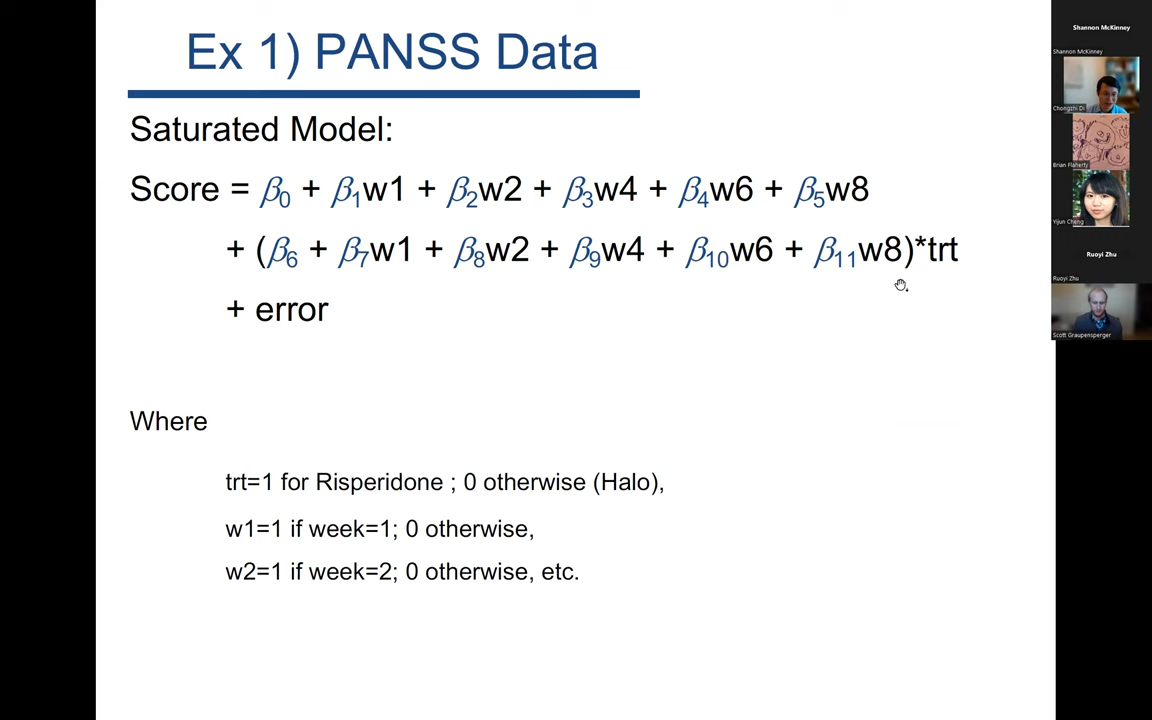 Ex 1) PANSS Data
Saturated Model:
Score = β0 + β1w1 + β2w2 + β3w4 + β4w6 + β5w8
+ (β6 + β7w1 + β8w2 + β9w4 + β10w6 + β11w8)*trt
+ error
Where
trt=1 for Risperidone ; 0 otherwise (Halo),
w1=1 if week=1; 0 otherwise,
w2=1 if week=2; 0 otherwise, etc.
Shannon McKinney
Shannon McKinney
Chongzhi Di
Brian Flaherty
Yijun Cheng
Ruoyi Zhu
Ruoyi Zhu
Scott Graupensperger